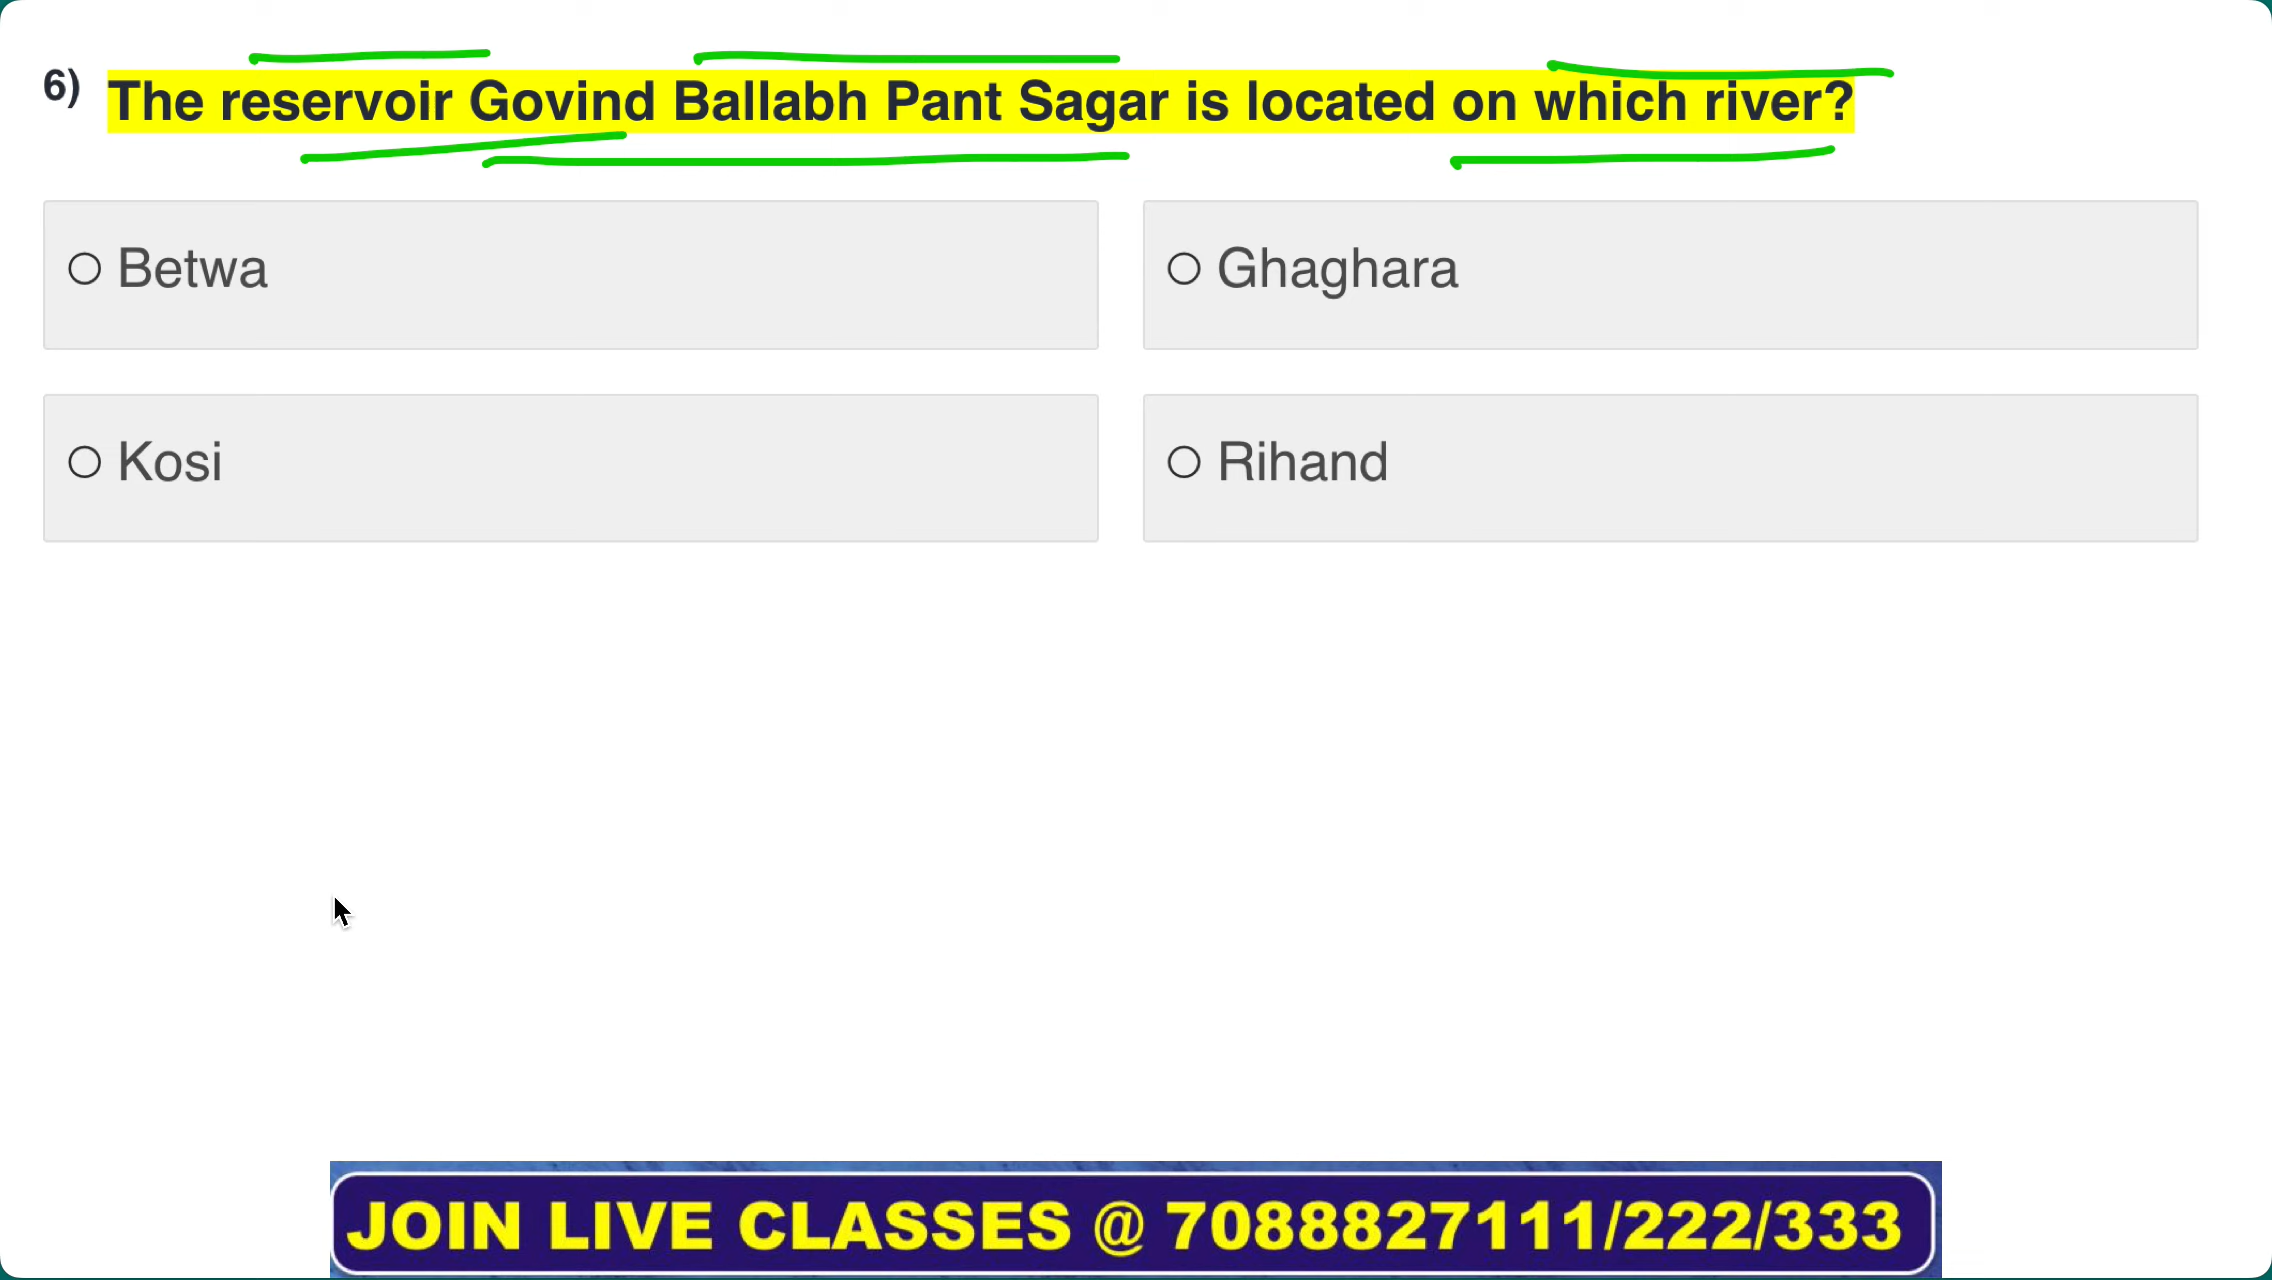 6) The reservoir Govind Ballabh Pant Sagar is located on which river?
Betwa
Ghaghara
Kosi
Rihand
JOIN LIVE CLASSES @ 7088827111/222/333